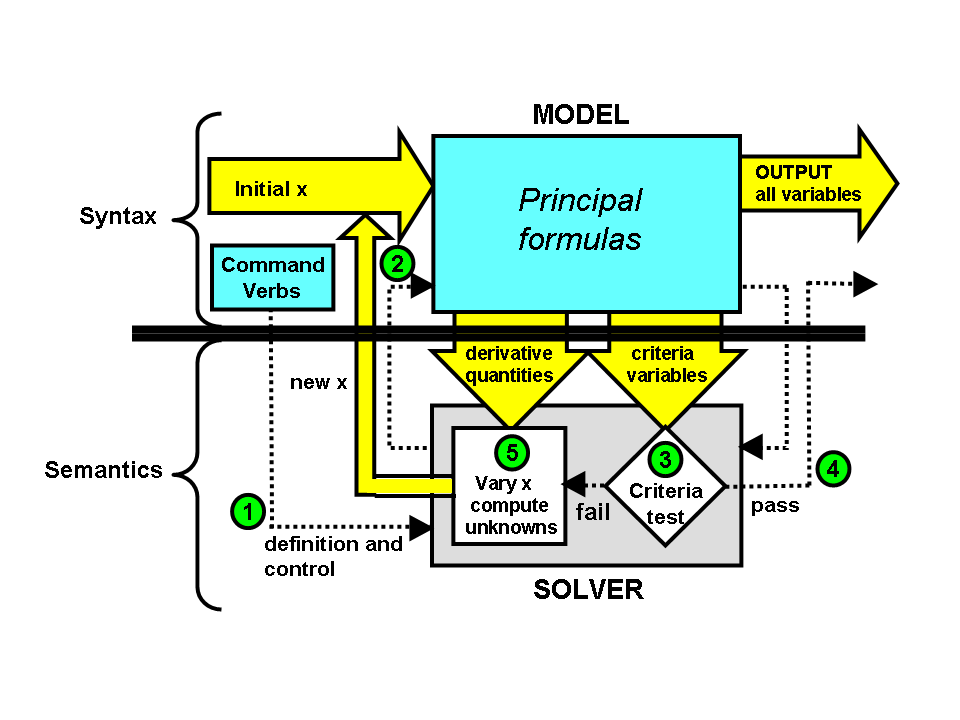 MODEL
Initial x
Principal
formulas
OUTPUT
all variables
Syntax
Command
Verbs
2
derivative
quantities
criteria
variables
new x
Semantics
1
definition and
control
5
Vary x
compute
unknowns
fail
3
Criteria
test
pass
4
SOLVER